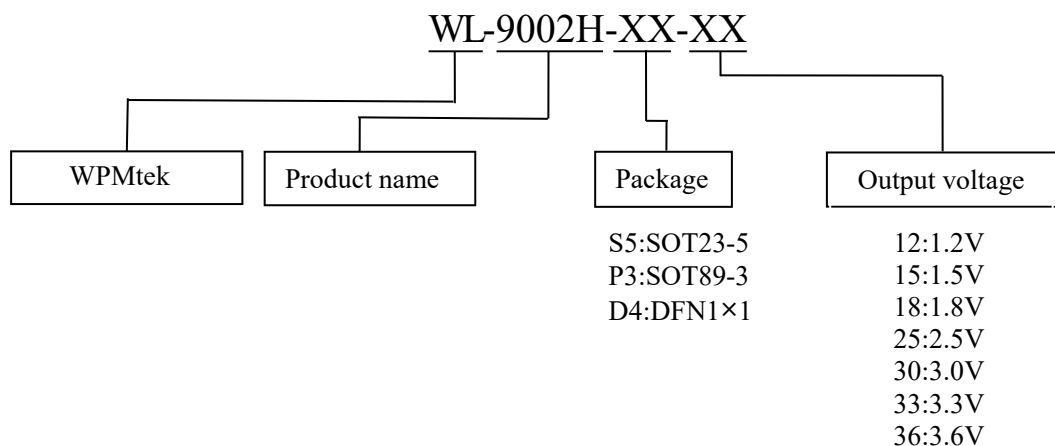 WL-9002H-XX-XX
WPMtek
Product name
Package
Output voltage
S5:SOT23-5
P3:SOT89-3
D4:DFN1×1
12:1.2V
15:1.5V
18:1.8V
25:2.5V
30:3.0V
33:3.3V
36:3.6V